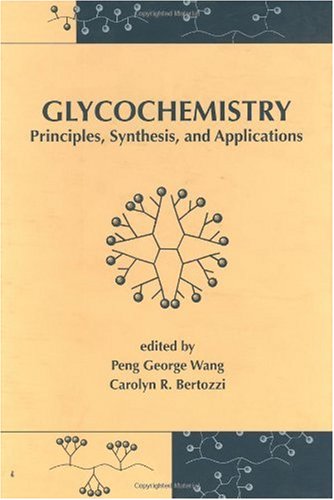 GLYCOCHEMISTRY
Principles, Synthesis, and Applications
edited by
Peng George Wang
Carolyn R. Bertozzi